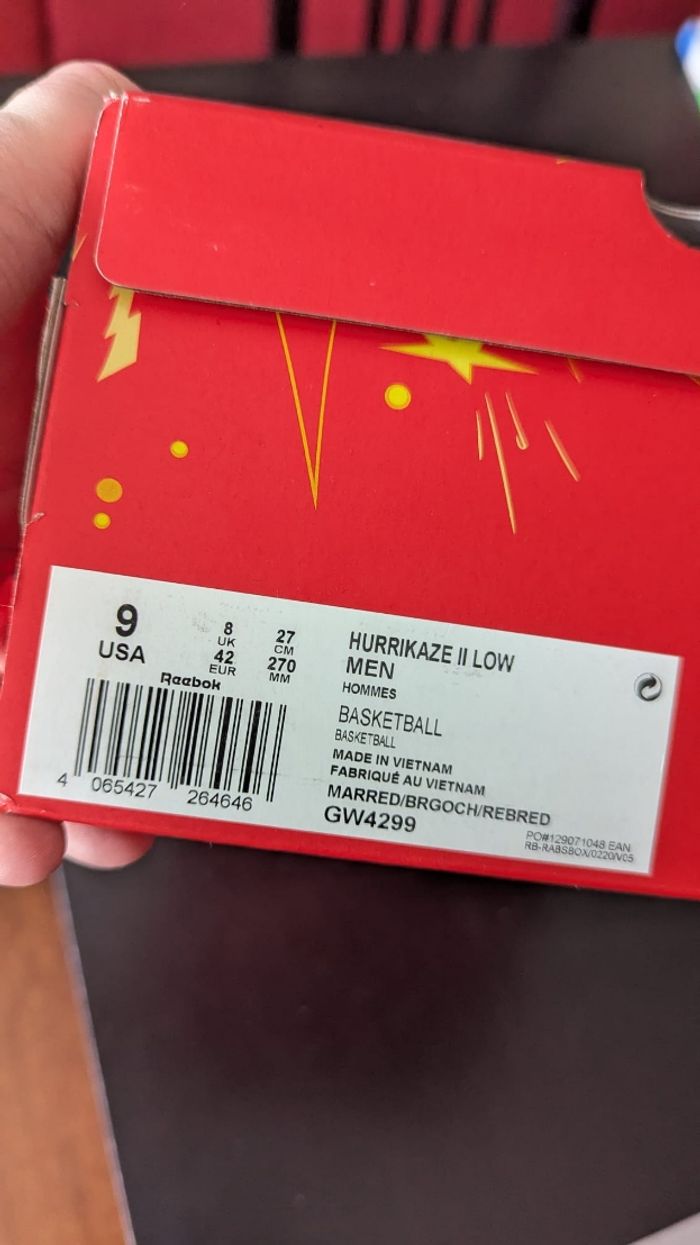 9
USA
8
UK
42
EUR
27
CM
270
MM
Reebok
4 065427 264646
HURRIKAZE II LOW
MEN
HOMMES
BASKETBALL
BASKETBALL
MADE IN VIETNAM
FABRIQUÉ AU VIETNAM
MARRED/BRGOCH/REBRED
GW4299
PO#129071048 EAN
RB-RABSBOX/0220/V05